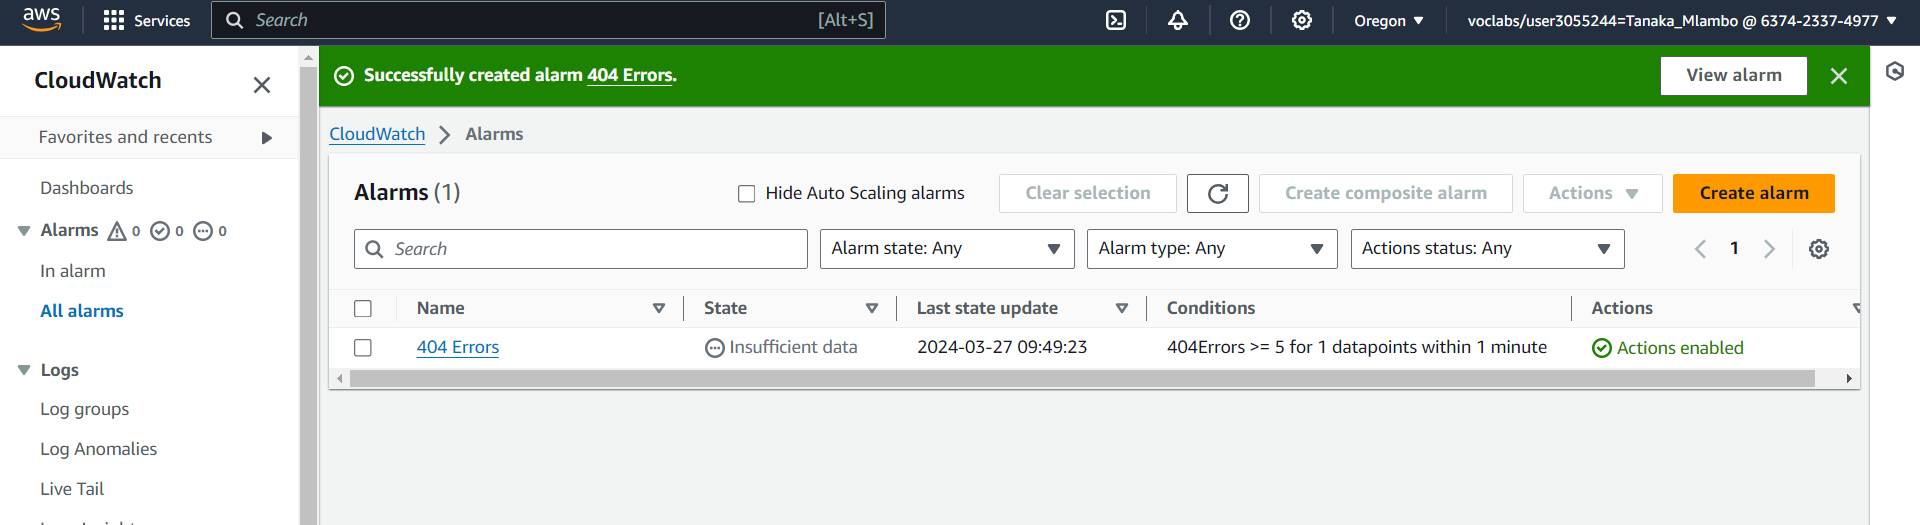 aws
Services
Search
[Alt+S]
Oregon
voclabs/user3055244=Tanaka_Mlambo @ 6374-2337-4977
CloudWatch
Favorites and recents
Dashboards
Alarms 0 0 0
In alarm
All alarms
Logs
Log groups
Log Anomalies
Live Tail
Successfully created alarm 404 Errors.
View alarm
CloudWatch > Alarms
Alarms (1)
Hide Auto Scaling alarms
Clear selection
Create composite alarm
Actions
Create alarm
Search
Alarm state: Any
Alarm type: Any
Actions status: Any
1
Name
State
Last state update
Conditions
Actions
404 Errors
Insufficient data
2024-03-27 09:49:23
404Errors >= 5 for 1 datapoints within 1 minute
Actions enabled